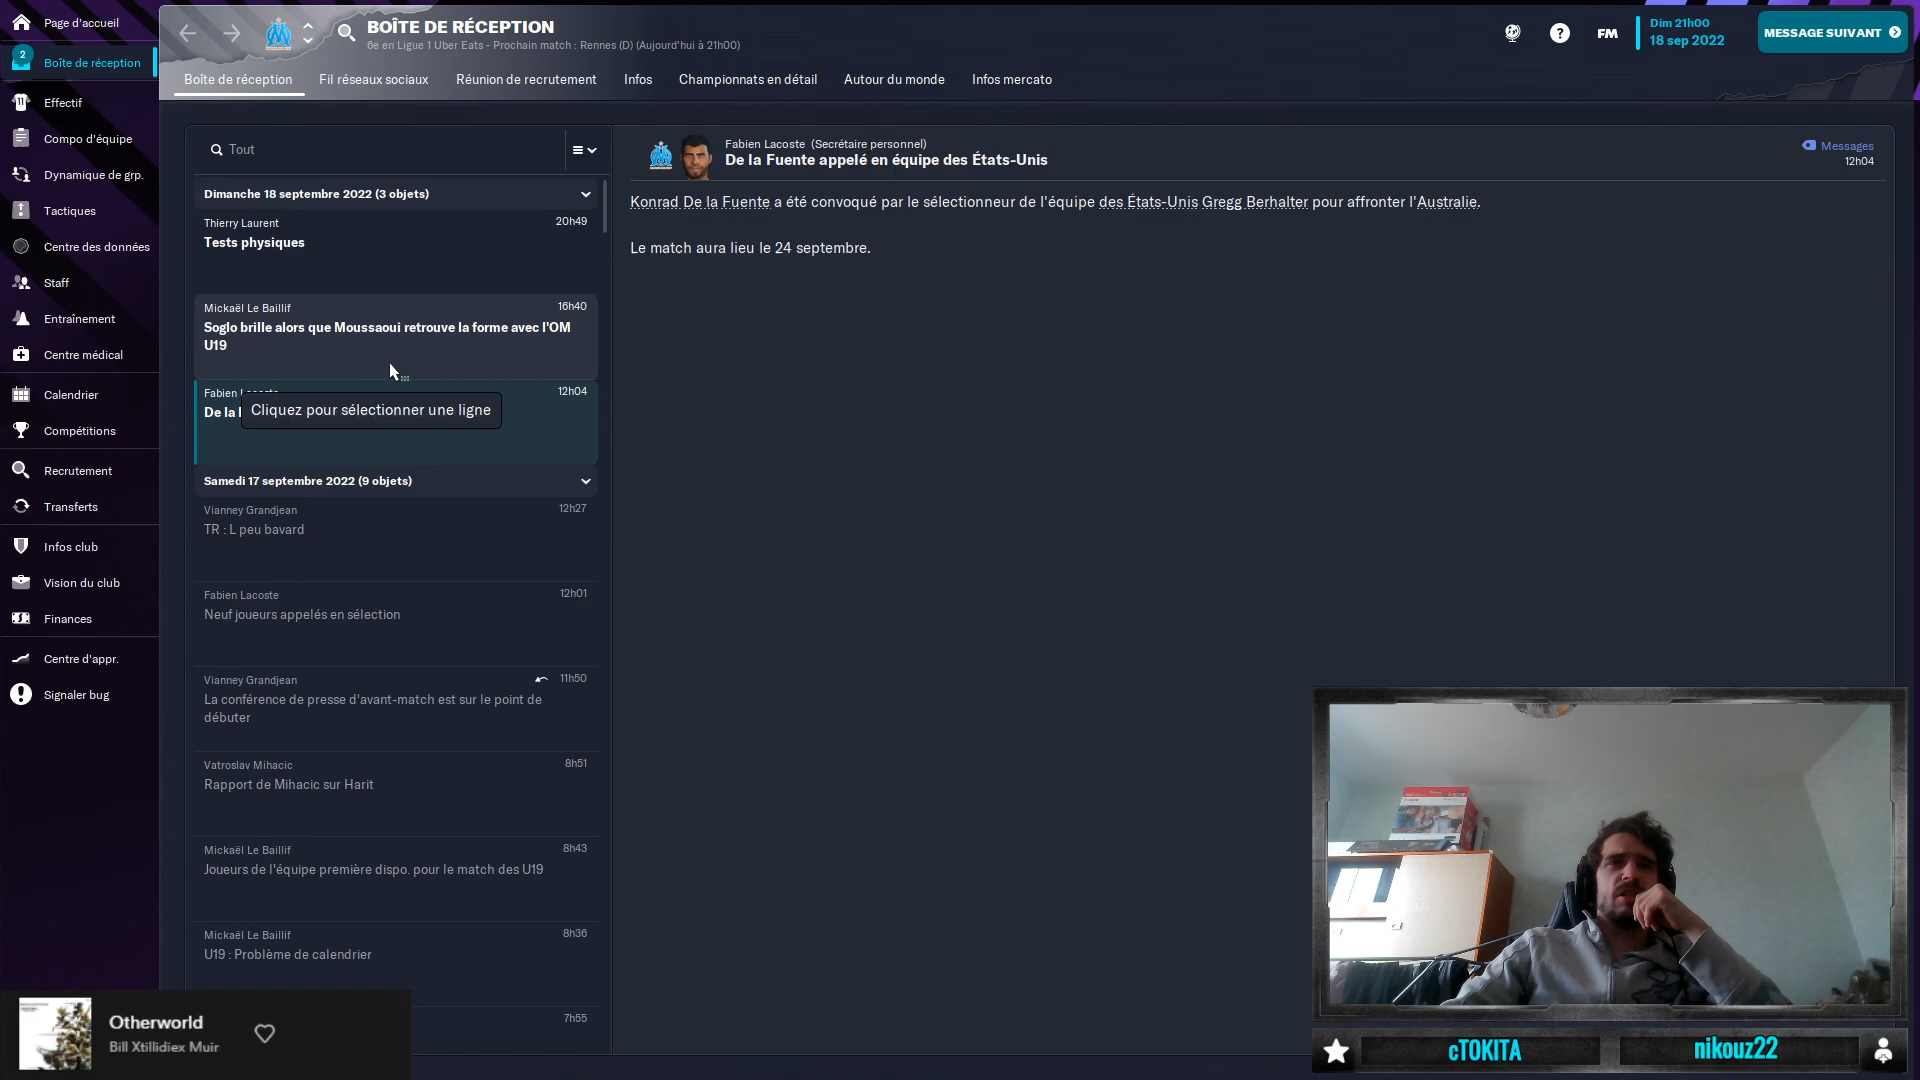 Page d'accueil
2
Boîte de réception
Effectif
Compo d'équipe
Dynamique de grp.
Tactiques
Centre des données
Staff
Entraînement
Centre médical
Calendrier
Compétitions
Recrutement
Transferts
Infos club
Vision du club
Finances
Centre d'appr.
Signaler bug
BOÎTE DE RÉCEPTION
6e en Ligue 1 Uber Eats - Prochain match : Rennes (D) (Aujourd'hui à 21h00)
FM
Dim 21h00
18 sep 2022
MESSAGE SUIVANT
Boîte de réception
Fil réseaux sociaux
Réunion de recrutement
Infos
Championnats en détail
Autour du monde
Infos mercato
Tout
Dimanche 18 septembre 2022 (3 objets)
Thierry Laurent 20h49
Tests physiques
Mickaël Le Baillif 16h40
Soglo brille alors que Moussaoui retrouve la forme avec l'OM
U19
Fabien Lacoste 12h04
De la
Cliquez pour sélectionner une ligne
Samedi 17 septembre 2022 (9 objets)
Vianney Grandjean 12h27
TR : L peu bavard
Fabien Lacoste 12h01
Neuf joueurs appelés en sélection
Vianney Grandjean 11h50
La conférence de presse d'avant-match est sur le point de
débuter
Vatroslav Mihacic 8h51
Rapport de Mihacic sur Harit
Mickaël Le Baillif 8h43
Joueurs de l'équipe première dispo. pour le match des U19
Mickaël Le Baillif 8h36
U19 : Problème de calendrier
7h55
Fabien Lacoste (Secrétaire personnel)
De la Fuente appelé en équipe des États-Unis
Messages
12h04
Konrad De la Fuente a été convoqué par le sélectionneur de l'équipe des États-Unis Gregg Berhalter pour affronter l'Australie.
Le match aura lieu le 24 septembre.
Otherworld
Bill Xtillidiex Muir
cTOKITA
nikouz22